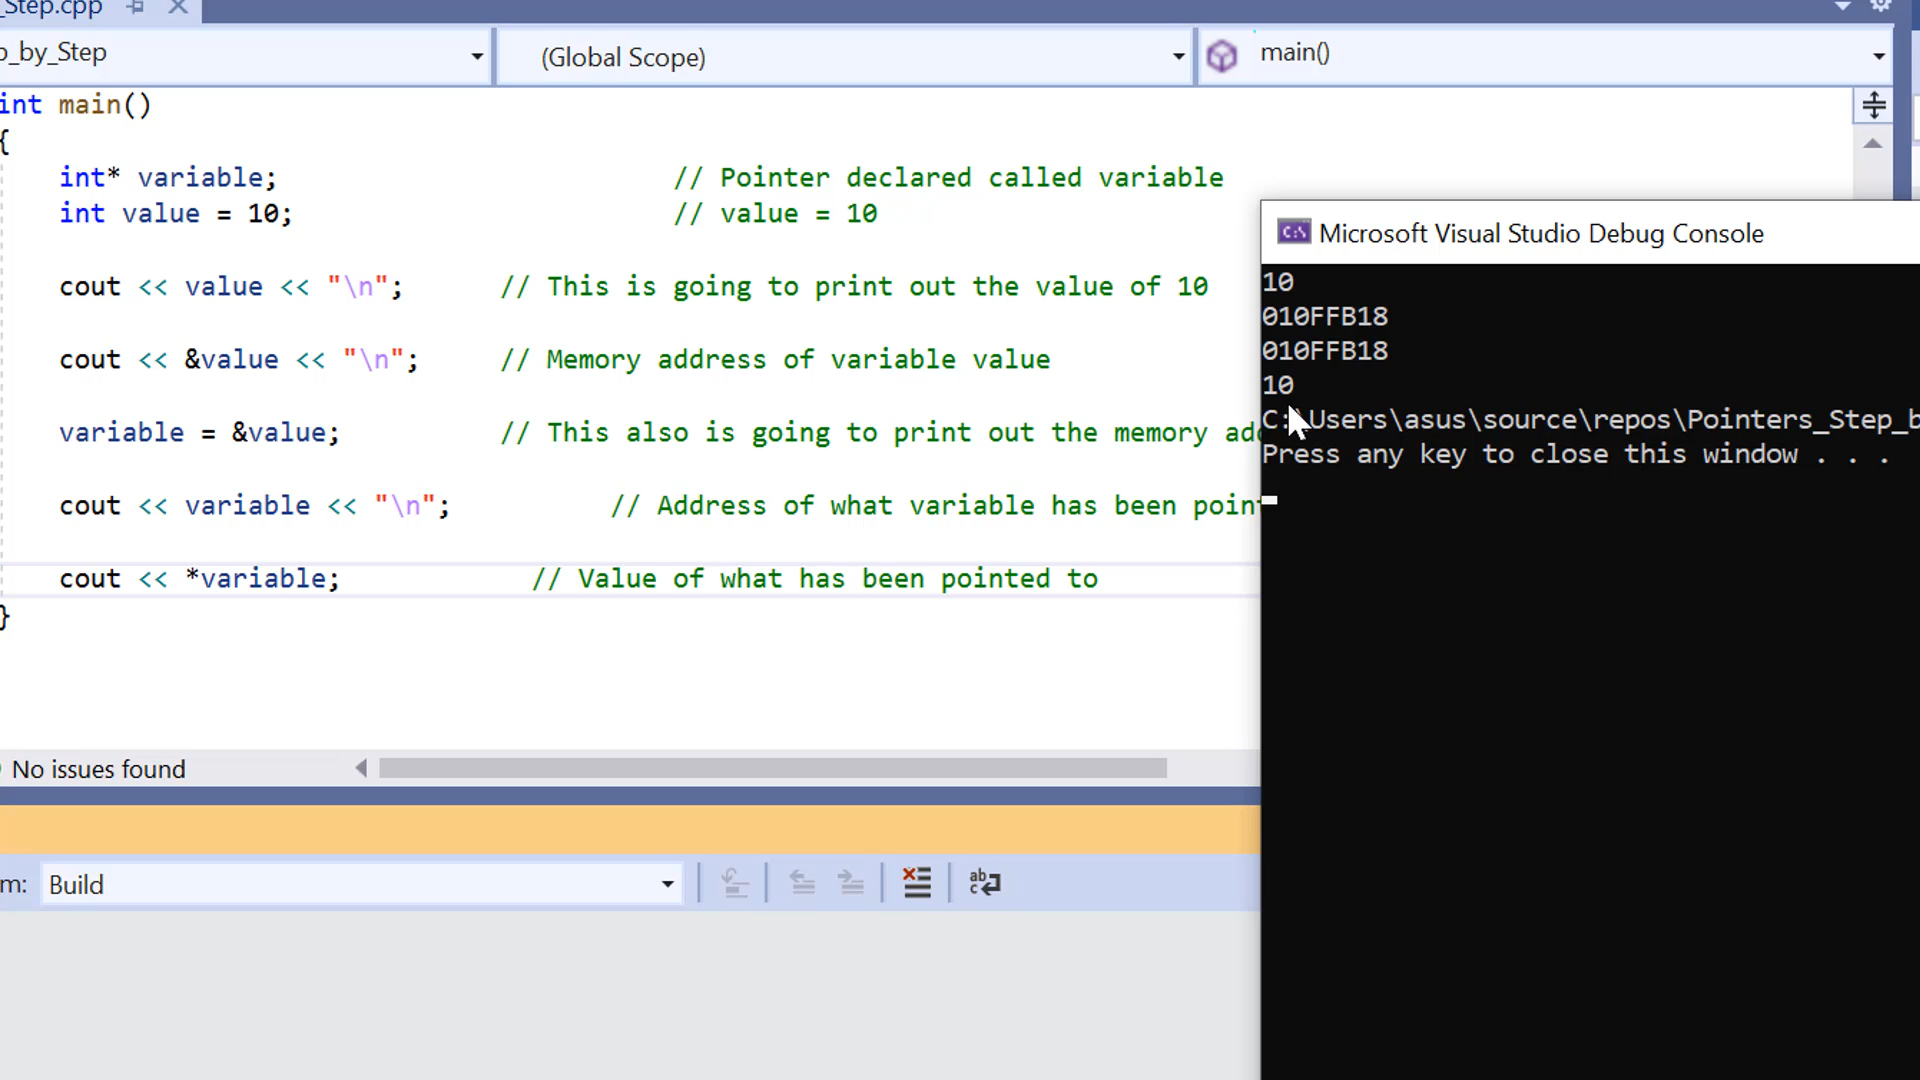 _Step.cpp
p_by_Step
(Global Scope)
main()
int main()
{
int* variable; // Pointer declared called variable
int value = 10; // value = 10
cout << value << "\n"; // This is going to print out the value of 10
cout << &value << "\n"; // Memory address of variable value
variable = &value; // This also is going to print out the memory add
cout << variable << "\n"; // Address of what variable has been point
cout << *variable; // Value of what has been pointed to
}
Microsoft Visual Studio Debug Console
10
010FFB18
010FFB18
10
C:\Users\asus\source\repos\Pointers_Step_b
Press any key to close this window . . .
No issues found
m: Build